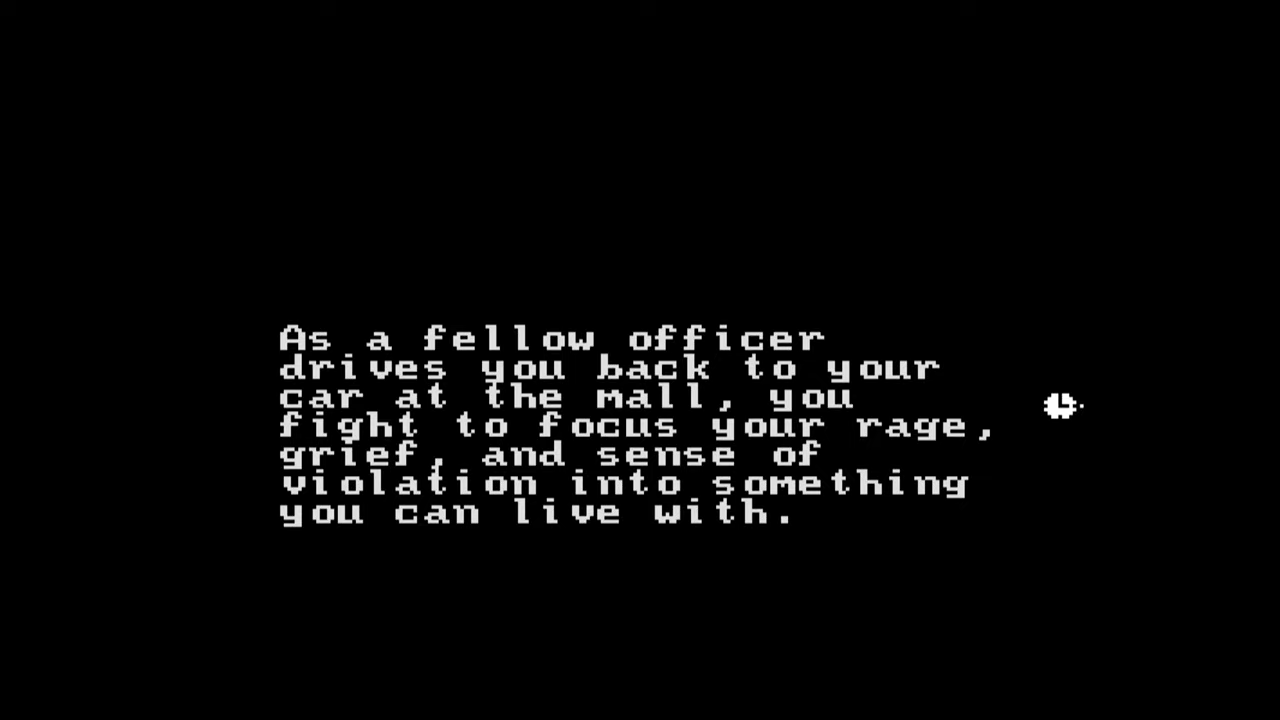 As a fellow officer
drives you back to your
car at the mall, you
fight to focus your rage,
grief, and sense of
violation into something
you can live with.